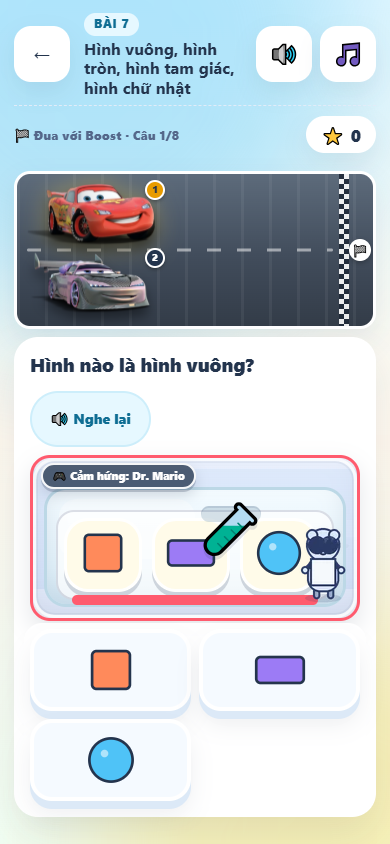 BÀI 7
Hình vuông, hình
tròn, hình tam giác,
hình chữ nhật
Đua với Boost · Câu 1/8
0
1
2
Hình nào là hình vuông?
Nghe lại
Cảm hứng: Dr. Mario